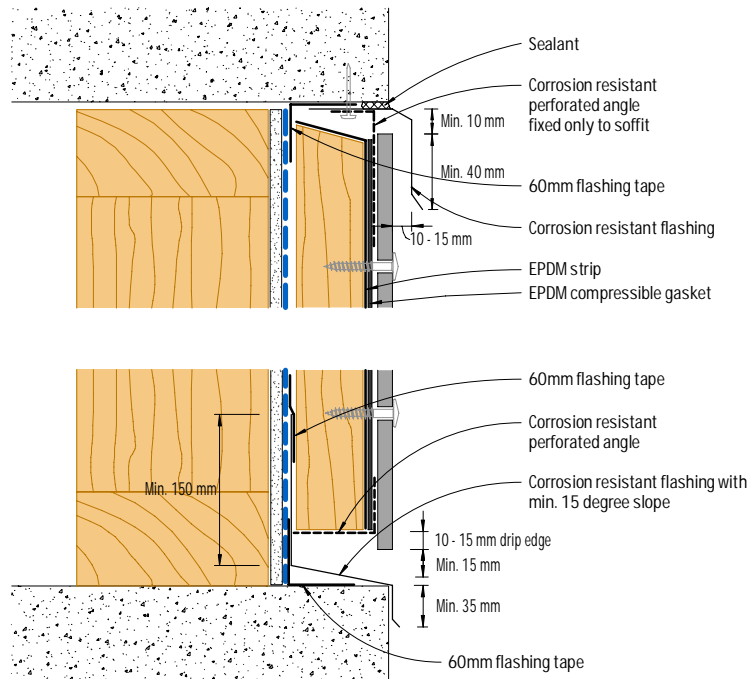 Sealant
Corrosion resistant
perforated angle
fixed only to soffit
Min. 10 mm
Min. 40 mm
60mm flashing tape
Corrosion resistant flashing
10 - 15 mm
EPDM strip
EPDM compressible gasket
60mm flashing tape
Corrosion resistant
perforated angle
Min. 150 mm
Corrosion resistant flashing with
min. 15 degree slope
10 - 15 mm drip edge
Min. 15 mm
Min. 35 mm
60mm flashing tape